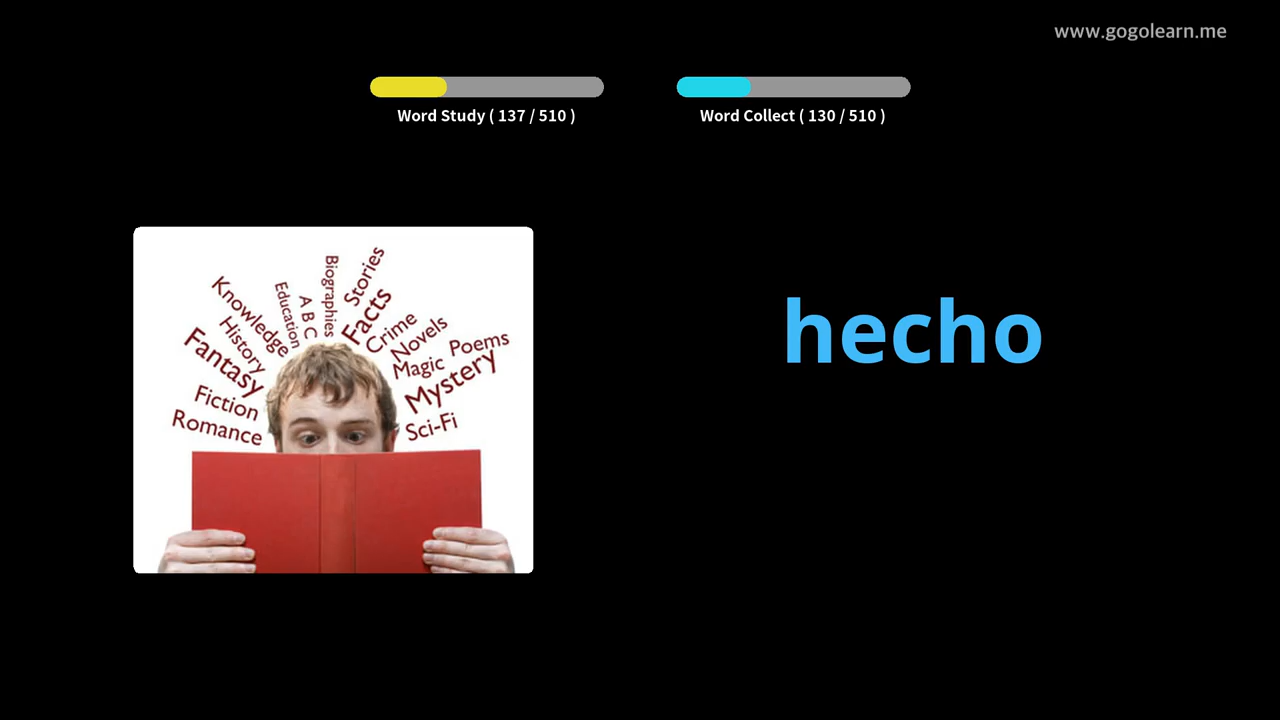 www.gogolearn.me
Word Study ( 137 / 510 )
Word Collect ( 130 / 510 )
Biographies
Stories
Education
A B C
Facts
Knowledge
Crime
History
Novels
Fantasy
Magic
Poems
Mystery
Fiction
Romance
Sci-Fi
hecho